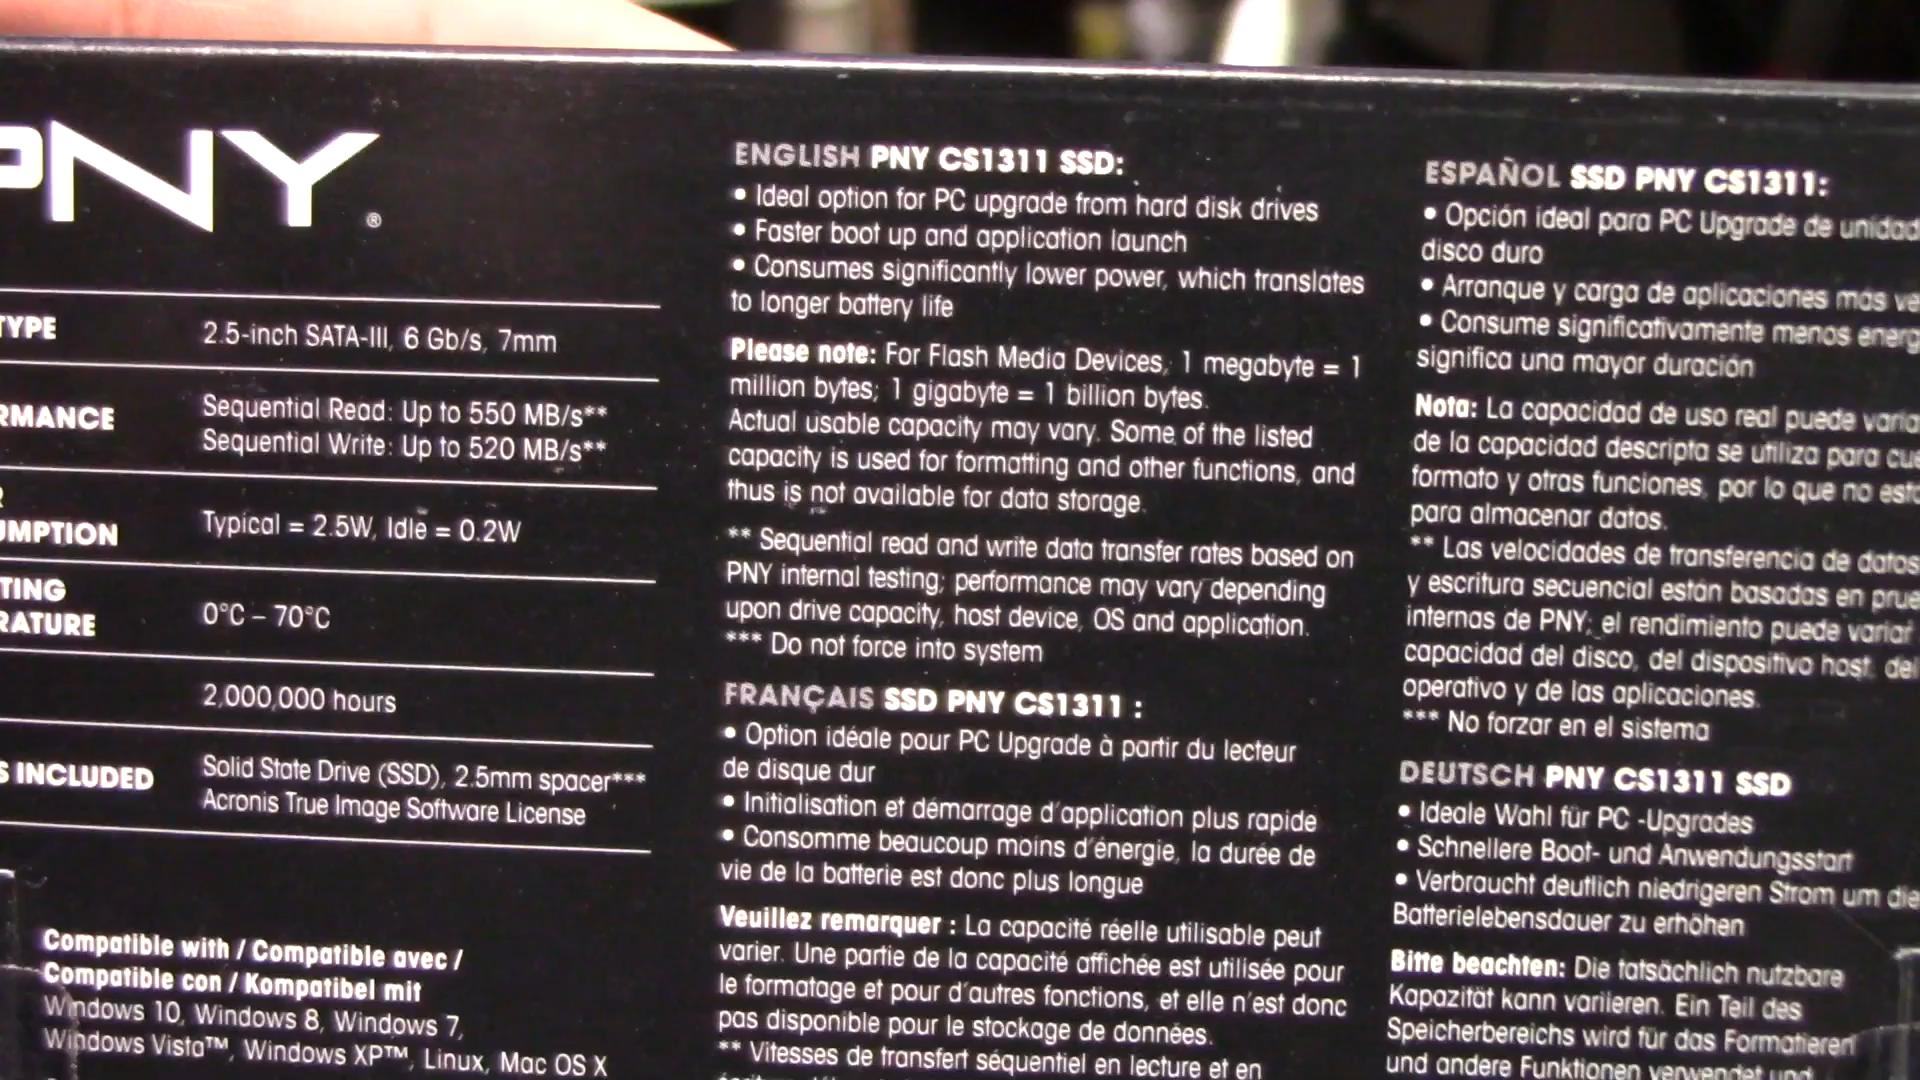 PNY®
TYPE
2.5-inch SATA-III, 6 Gb/s, 7mm
RMANCE
Sequential Read: Up to 550 MB/s**
Sequential Write: Up to 520 MB/s**
R
UMPTION
Typical = 2.5W, Idle = 0.2W
TING
RATURE
0°C – 70°C
2,000,000 hours
S INCLUDED
Solid State Drive (SSD), 2.5mm spacer***
Acronis True Image Software License
Compatible with / Compatible avec /
Compatible con / Kompatibel mit
Windows 10, Windows 8, Windows 7,
Windows Vista™, Windows XP™, Linux, Mac OS X
ENGLISH PNY CS1311 SSD:
• Ideal option for PC upgrade from hard disk drives
• Faster boot up and application launch
• Consumes significantly lower power, which translates
to longer battery life
Please note: For Flash Media Devices, 1 megabyte = 1
million bytes; 1 gigabyte = 1 billion bytes.
Actual usable capacity may vary. Some of the listed
capacity is used for formatting and other functions, and
thus is not available for data storage.
** Sequential read and write data transfer rates based on
PNY internal testing; performance may vary depending
upon drive capacity, host device, OS and application.
*** Do not force into system
FRANÇAIS SSD PNY CS1311 :
• Option idéale pour PC Upgrade à partir du lecteur
de disque dur
• Initialisation et démarrage d'application plus rapide
• Consomme beaucoup moins d'énergie, la durée de
vie de la batterie est donc plus longue
Veuillez remarquer : La capacité réelle utilisable peut
varier. Une partie de la capacité affichée est utilisée pour
le formatage et pour d'autres fonctions, et elle n'est donc
pas disponible pour le stockage de données.
** Vitesses de transfert séquentiel en lecture et en
ESPAÑOL SSD PNY CS1311:
• Opción ideal para PC Upgrade de unidad
disco duro
• Arranque y carga de aplicaciones más ve
• Consume significativamente menos energ
significa una mayor duración
Nota: La capacidad de uso real puede varia
de la capacidad descripta se utiliza para cue
formato y otras funciones, por lo que no está
para almacenar datos.
** Las velocidades de transferencia de datos
y escritura secuencial están basadas en prue
internas de PNY; el rendimiento puede variar
capacidad del disco, del dispositivo host, del
operativo y de las aplicaciones.
*** No forzar en el sistema
DEUTSCH PNY CS1311 SSD
• Ideale Wahl für PC -Upgrades
• Schnellere Boot- und Anwendungsstart
• Verbraucht deutlich niedrigeren Strom um die
Batterielebensdauer zu erhöhen
Bitte beachten: Die tatsächlich nutzbare
Kapazität kann variieren. Ein Teil des
Speicherbereichs wird für das Formatieren
und andere Funktionen verwendet und